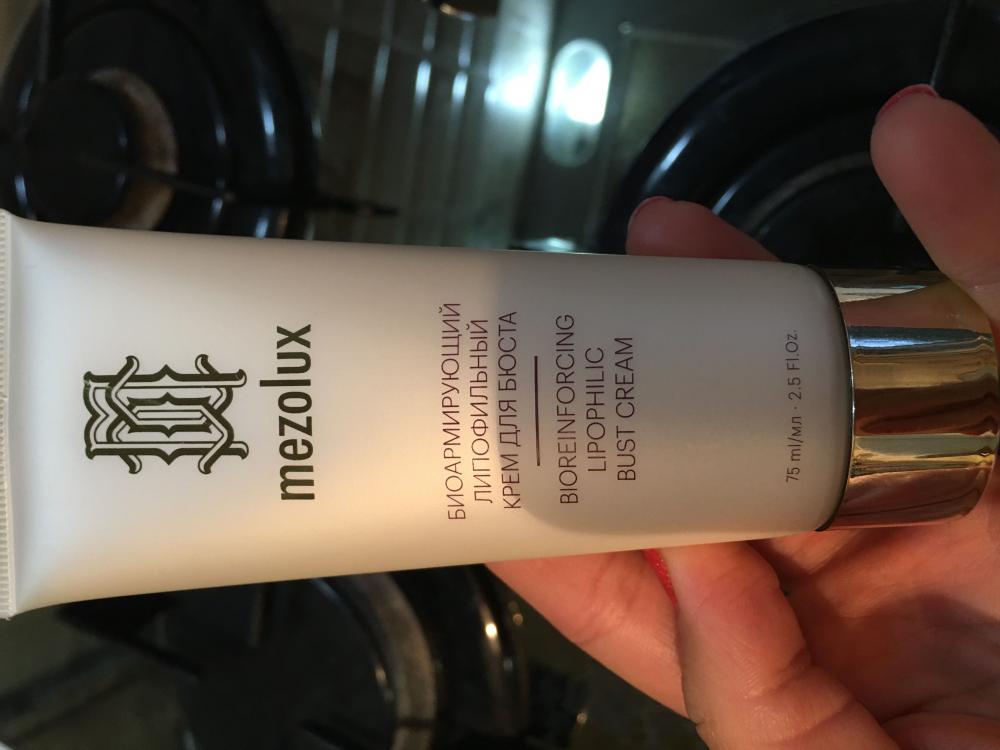 mezolux
БИОАРМИРУЮЩИЙ
ЛИПОФИЛЬНЫЙ
КРЕМ ДЛЯ БЮСТА
BIOREINFORCING
LIPOPHILIC
BUST CREAM
75 ml/мл · 2.5 Fl.Oz.